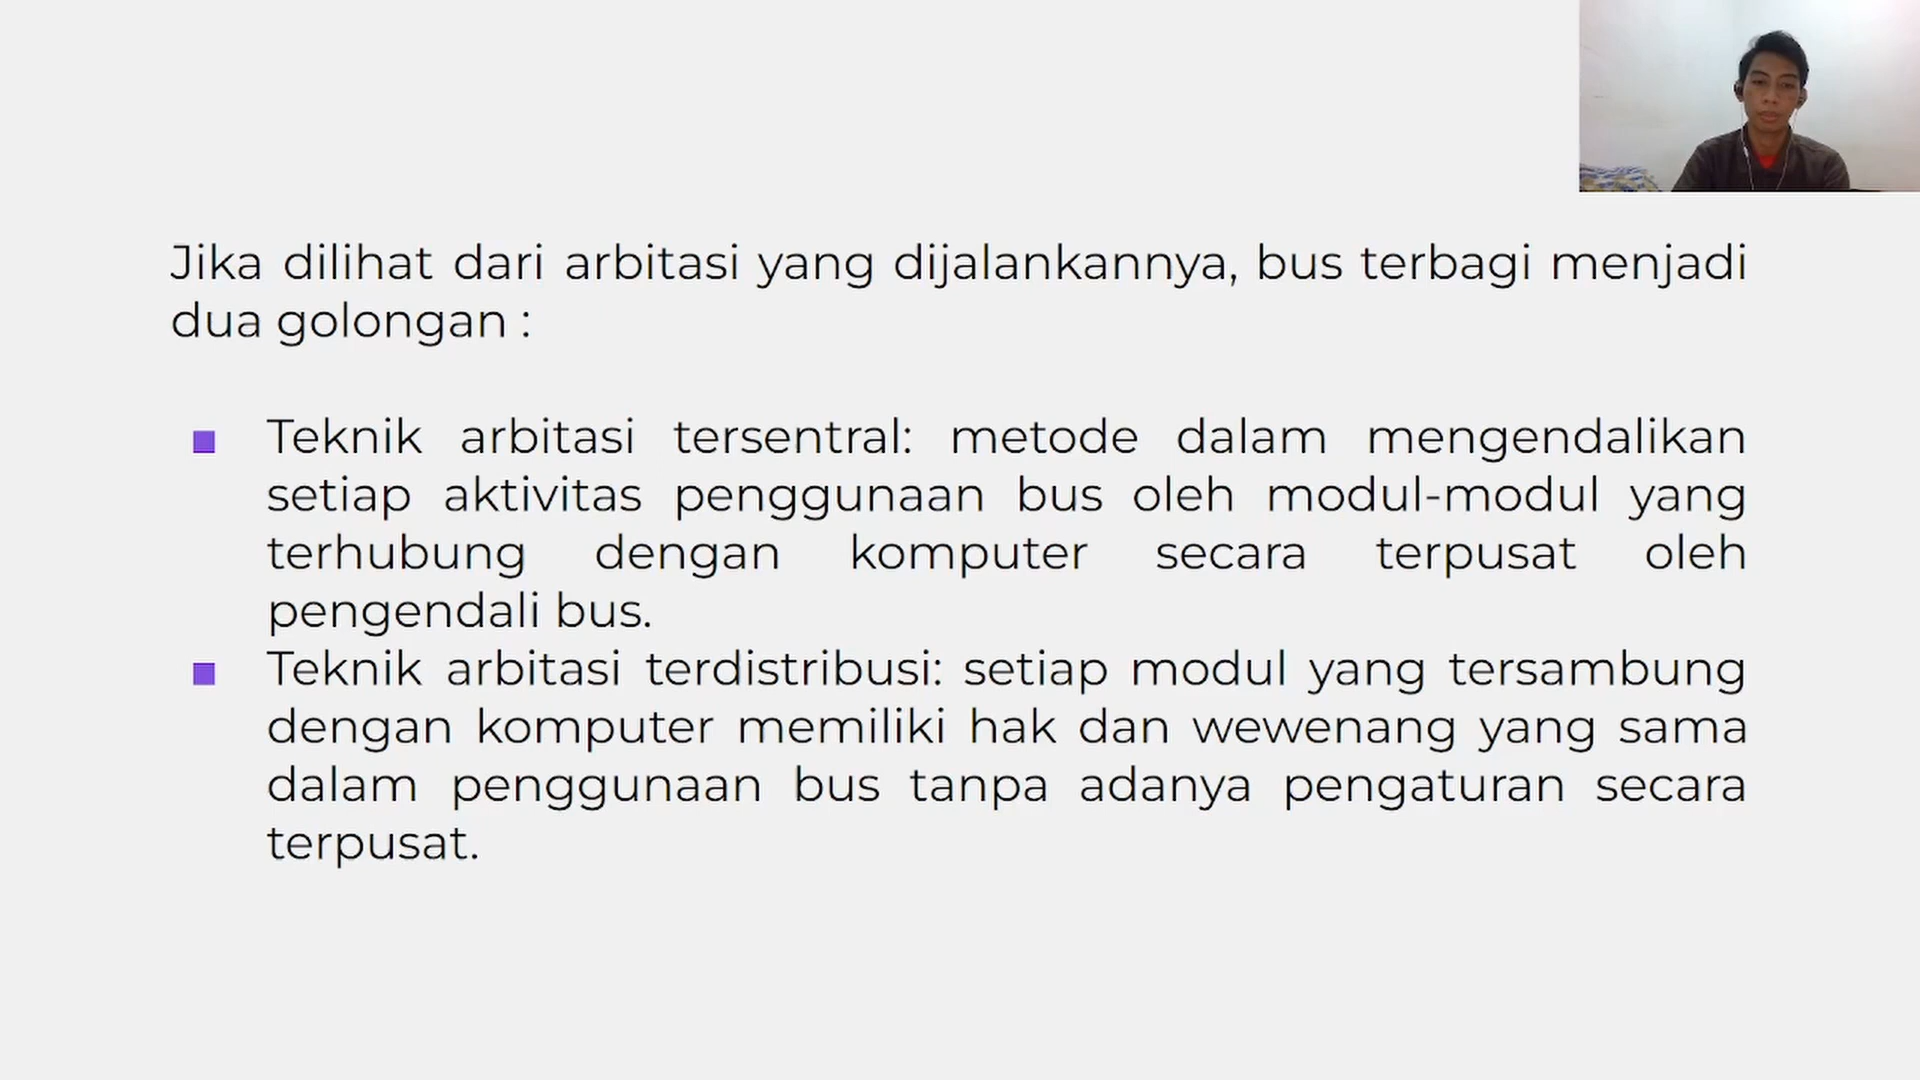 Jika dilihat dari arbitasi yang dijalankannya, bus terbagi menjadi
dua golongan :
Teknik arbitasi tersentral: metode dalam mengendalikan
setiap aktivitas penggunaan bus oleh modul-modul yang
terhubung dengan komputer secara terpusat oleh
pengendali bus.
Teknik arbitasi terdistribusi: setiap modul yang tersambung
dengan komputer memiliki hak dan wewenang yang sama
dalam penggunaan bus tanpa adanya pengaturan secara
terpusat.